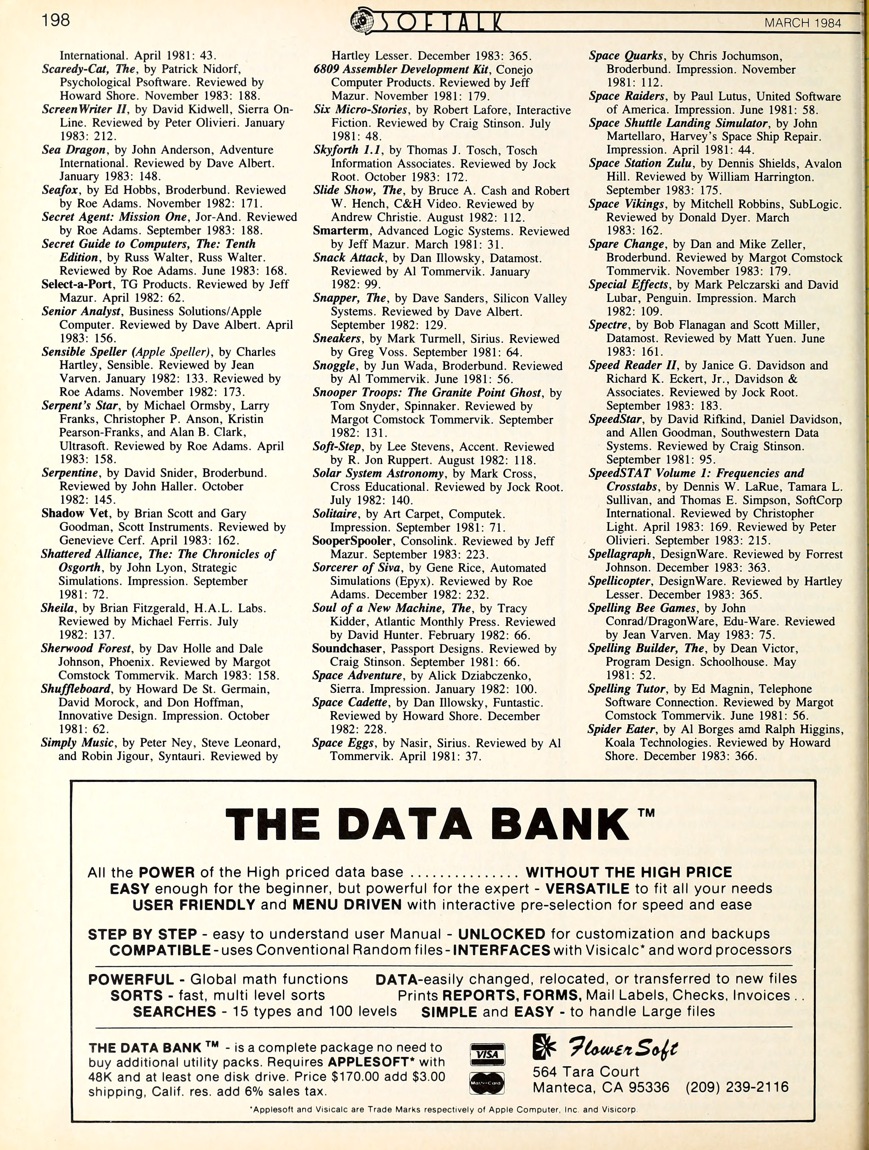 198
SOFTALK
MARCH 1984
International. April 1981: 43.
Scaredy-Cat, The, by Patrick Nidorf,
Psychological Psoftware. Reviewed by
Howard Shore. November 1983: 188.
ScreenWriter II, by David Kidwell, Sierra On-
Line. Reviewed by Peter Olivieri. January
1983: 212.
Sea Dragon, by John Anderson, Adventure
International. Reviewed by Dave Albert.
January 1983: 148.
Seafox, by Ed Hobbs, Broderbund. Reviewed
by Roe Adams. November 1982: 171.
Secret Agent: Mission One, Jor-And. Reviewed
by Roe Adams. September 1983: 188.
Secret Guide to Computers, The: Tenth
Edition, by Russ Walter, Russ Walter.
Reviewed by Roe Adams. June 1983: 168.
Select-a-Port, TG Products. Reviewed by Jeff
Mazur. April 1982: 62.
Senior Analyst, Business Solutions/Apple
Computer. Reviewed by Dave Albert. April
1983: 156.
Sensible Speller (Apple Speller), by Charles
Hartley, Sensible. Reviewed by Jean
Varven. January 1982: 133. Reviewed by
Roe Adams. November 1982: 173.
Serpent's Star, by Michael Ormsby, Larry
Franks, Christopher P. Anson, Kristin
Pearson-Franks, and Alan B. Clark,
Ultrasoft. Reviewed by Roe Adams. April
1983: 158.
Serpentine, by David Snider, Broderbund.
Reviewed by John Haller. October
1982: 145.
Shadow Vet, by Brian Scott and Gary
Goodman, Scott Instruments. Reviewed by
Genevieve Cerf. April 1983: 162.
Shattered Alliance, The: The Chronicles of
Osgorth, by John Lyon, Strategic
Simulations. Impression. September
1981: 72.
Sheila, by Brian Fitzgerald, H.A.L. Labs.
Reviewed by Michael Ferris. July
1982: 137.
Sherwood Forest, by Dav Holle and Dale
Johnson, Phoenix. Reviewed by Margot
Comstock Tommervik. March 1983: 158.
Shuffleboard, by Howard De St. Germain,
David Morock, and Don Hoffman,
Innovative Design. Impression. October
1981: 62.
Simply Music, by Peter Ney, Steve Leonard,
and Robin Jigour, Syntauri. Reviewed by
Hartley Lesser. December 1983: 365.
6809 Assembler Development Kit, Conejo
Computer Products. Reviewed by Jeff
Mazur. November 1981: 179.
Six Micro-Stories, by Robert Lafore, Interactive
Fiction. Reviewed by Craig Stinson. July
1981: 48.
Skyforth 1.1, by Thomas J. Tosch, Tosch
Information Associates. Reviewed by Jock
Root. October 1983: 172.
Slide Show, The, by Bruce A. Cash and Robert
W. Hench, C&H Video. Reviewed by
Andrew Christie. August 1982: 112.
Smarterm, Advanced Logic Systems. Reviewed
by Jeff Mazur. March 1981: 31.
Snack Attack, by Dan Illowsky, Datamost.
Reviewed by Al Tommervik. January
1982: 99.
Snapper, The, by Dave Sanders, Silicon Valley
Systems. Reviewed by Dave Albert.
September 1982: 129.
Sneakers, by Mark Turmell, Sirius. Reviewed
by Greg Voss. September 1981: 64.
Snoggle, by Jun Wada, Broderbund. Reviewed
by Al Tommervik. June 1981: 56.
Snooper Troops: The Granite Point Ghost, by
Tom Snyder, Spinnaker. Reviewed by
Margot Comstock Tommervik. September
1982: 131.
Soft-Step, by Lee Stevens, Accent. Reviewed
by R. Jon Ruppert. August 1982: 118.
Solar System Astronomy, by Mark Cross,
Cross Educational. Reviewed by Jock Root.
July 1982: 140.
Solitaire, by Art Carpet, Computek.
Impression. September 1981: 71.
SooperSpooler, Consolink. Reviewed by Jeff
Mazur. September 1983: 223.
Sorcerer of Siva, by Gene Rice, Automated
Simulations (Epyx). Reviewed by Roe
Adams. December 1982: 232.
Soul of a New Machine, The, by Tracy
Kidder, Atlantic Monthly Press. Reviewed
by David Hunter. February 1982: 66.
Soundchaser, Passport Designs. Reviewed by
Craig Stinson. September 1981: 66.
Space Adventure, by Alick Dziabczenko,
Sierra. Impression. January 1982: 100.
Space Cadette, by Dan Illowsky, Funtastic.
Reviewed by Howard Shore. December
1982: 228.
Space Eggs, by Nasir, Sirius. Reviewed by Al
Tommervik. April 1981: 37.
Space Quarks, by Chris Jochumson,
Broderbund. Impression. November
1981: 112.
Space Raiders, by Paul Lutus, United Software
of America. Impression. June 1981: 58.
Space Shuttle Landing Simulator, by John
Martellaro, Harvey's Space Ship Repair.
Impression. April 1981: 44.
Space Station Zulu, by Dennis Shields, Avalon
Hill. Reviewed by William Harrington.
September 1983: 175.
Space Vikings, by Mitchell Robbins, SubLogic.
Reviewed by Donald Dyer. March
1983: 162.
Spare Change, by Dan and Mike Zeller,
Broderbund. Reviewed by Margot Comstock
Tommervik. November 1983: 179.
Special Effects, by Mark Pelczarski and David
Lubar, Penguin. Impression. March
1982: 109.
Spectre, by Bob Flanagan and Scott Miller,
Datamost. Reviewed by Matt Yuen. June
1983: 161.
Speed Reader II, by Janice G. Davidson and
Richard K. Eckert, Jr., Davidson &
Associates. Reviewed by Jock Root.
September 1983: 183.
SpeedStar, by David Rifkind, Daniel Davidson,
and Allen Goodman, Southwestern Data
Systems. Reviewed by Craig Stinson.
September 1981: 95.
SpeedSTAT Volume 1: Frequencies and
Crosstabs, by Dennis W. LaRue, Tamara L.
Sullivan, and Thomas E. Simpson, SoftCorp
International. Reviewed by Christopher
Light. April 1983: 169. Reviewed by Peter
Olivieri. September 1983: 215.
Spellagraph, DesignWare. Reviewed by Forrest
Johnson. December 1983: 363.
Spellicopter, DesignWare. Reviewed by Hartley
Lesser. December 1983: 365.
Spelling Bee Games, by John
Conrad/DragonWare, Edu-Ware. Reviewed
by Jean Varven. May 1983: 75.
Spelling Builder, The, by Dean Victor,
Program Design. Schoolhouse. May
1981: 52.
Spelling Tutor, by Ed Magnin, Telephone
Software Connection. Reviewed by Margot
Comstock Tommervik. June 1981: 56.
Spider Eater, by Al Borges amd Ralph Higgins,
Koala Technologies. Reviewed by Howard
Shore. December 1983: 366.
THE DATA BANK™
All the POWER of the High priced data base ............... WITHOUT THE HIGH PRICE
EASY enough for the beginner, but powerful for the expert - VERSATILE to fit all your needs
USER FRIENDLY and MENU DRIVEN with interactive pre-selection for speed and ease
STEP BY STEP - easy to understand user Manual - UNLOCKED for customization and backups
COMPATIBLE - uses Conventional Random files - INTERFACES with Visicalc* and word processors
POWERFUL - Global math functions DATA-easily changed, relocated, or transferred to new files
SORTS - fast, multi level sorts Prints REPORTS, FORMS, Mail Labels, Checks, Invoices . .
SEARCHES - 15 types and 100 levels SIMPLE and EASY - to handle Large files
THE DATA BANK™ - is a complete package no need to
buy additional utility packs. Requires APPLESOFT* with
48K and at least one disk drive. Price $170.00 add $3.00
shipping, Calif. res. add 6% sales tax.
VISA
MasterCard
FlowerSoft
564 Tara Court
Manteca, CA 95336 (209) 239-2116
*Applesoft and Visicalc are Trade Marks respectively of Apple Computer, Inc. and Visicorp.